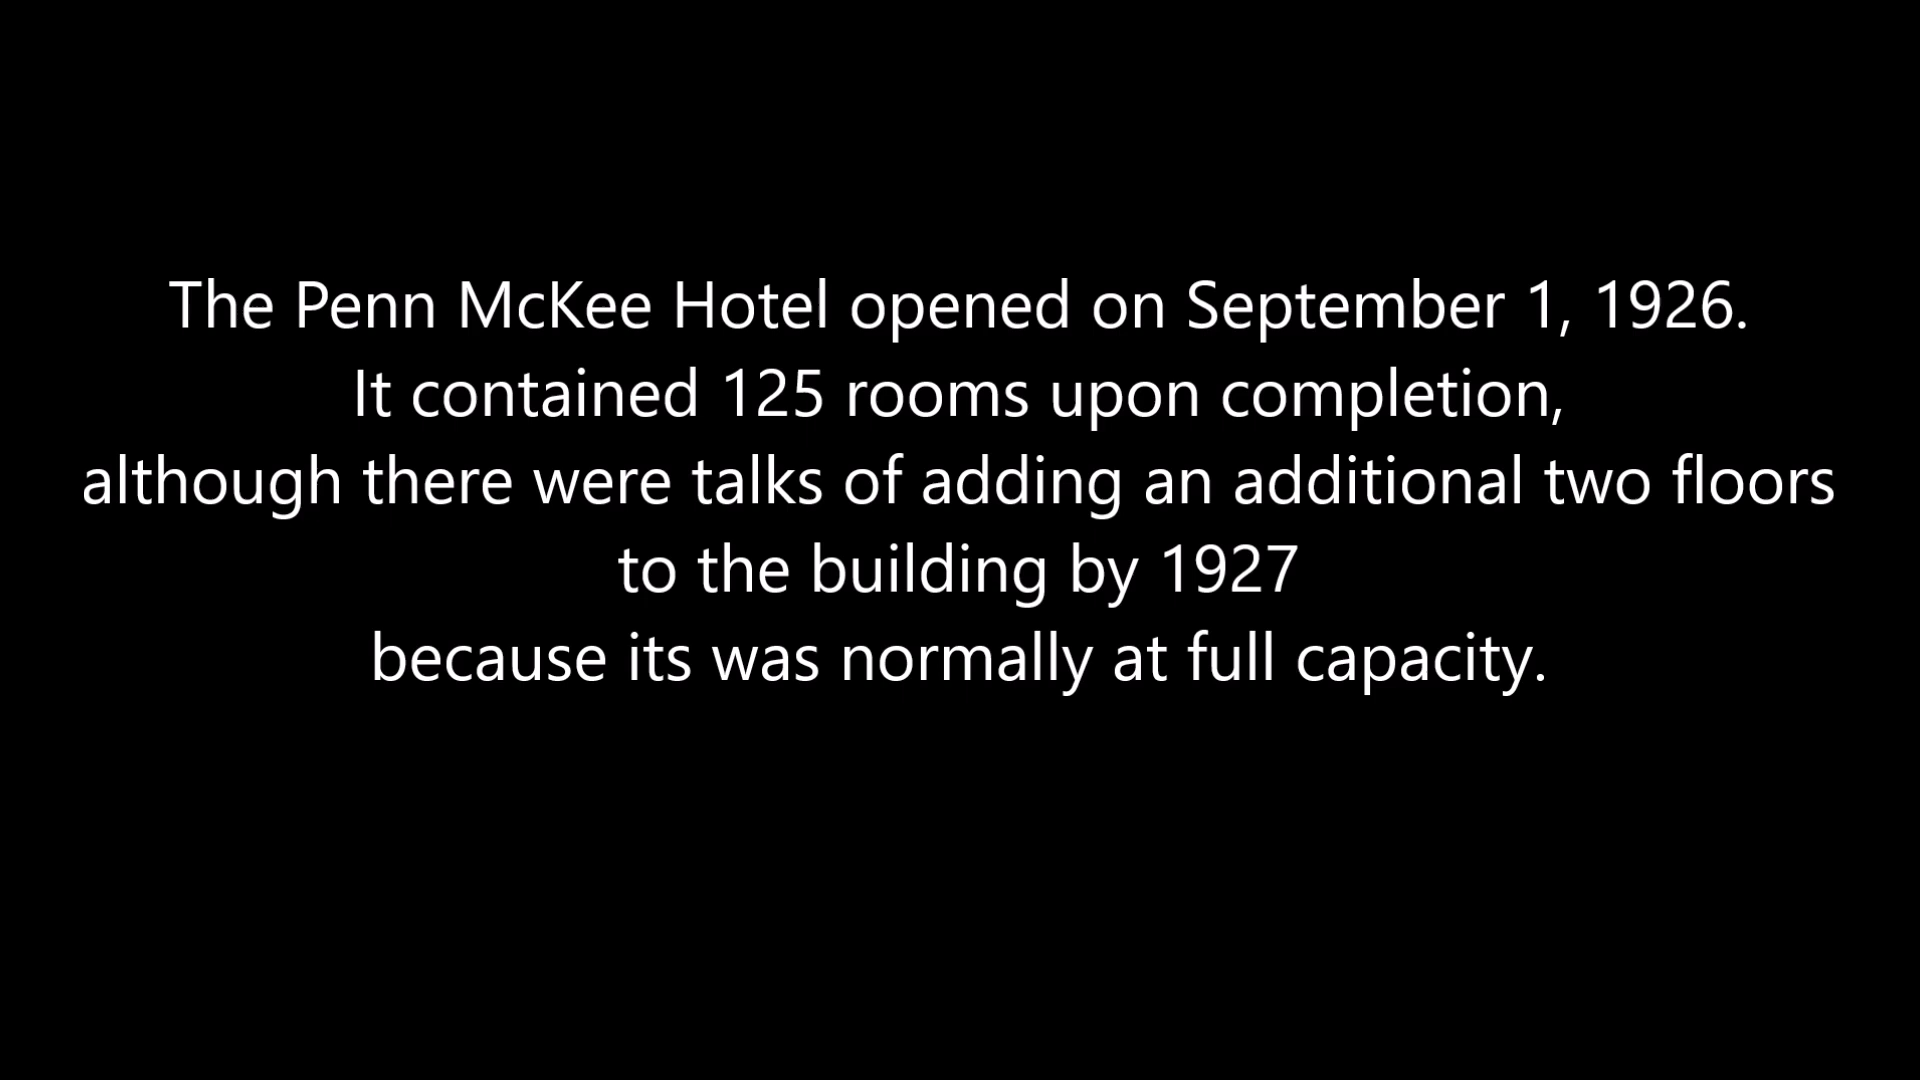 The Penn McKee Hotel opened on September 1, 1926.
It contained 125 rooms upon completion,
although there were talks of adding an additional two floors
to the building by 1927
because its was normally at full capacity.